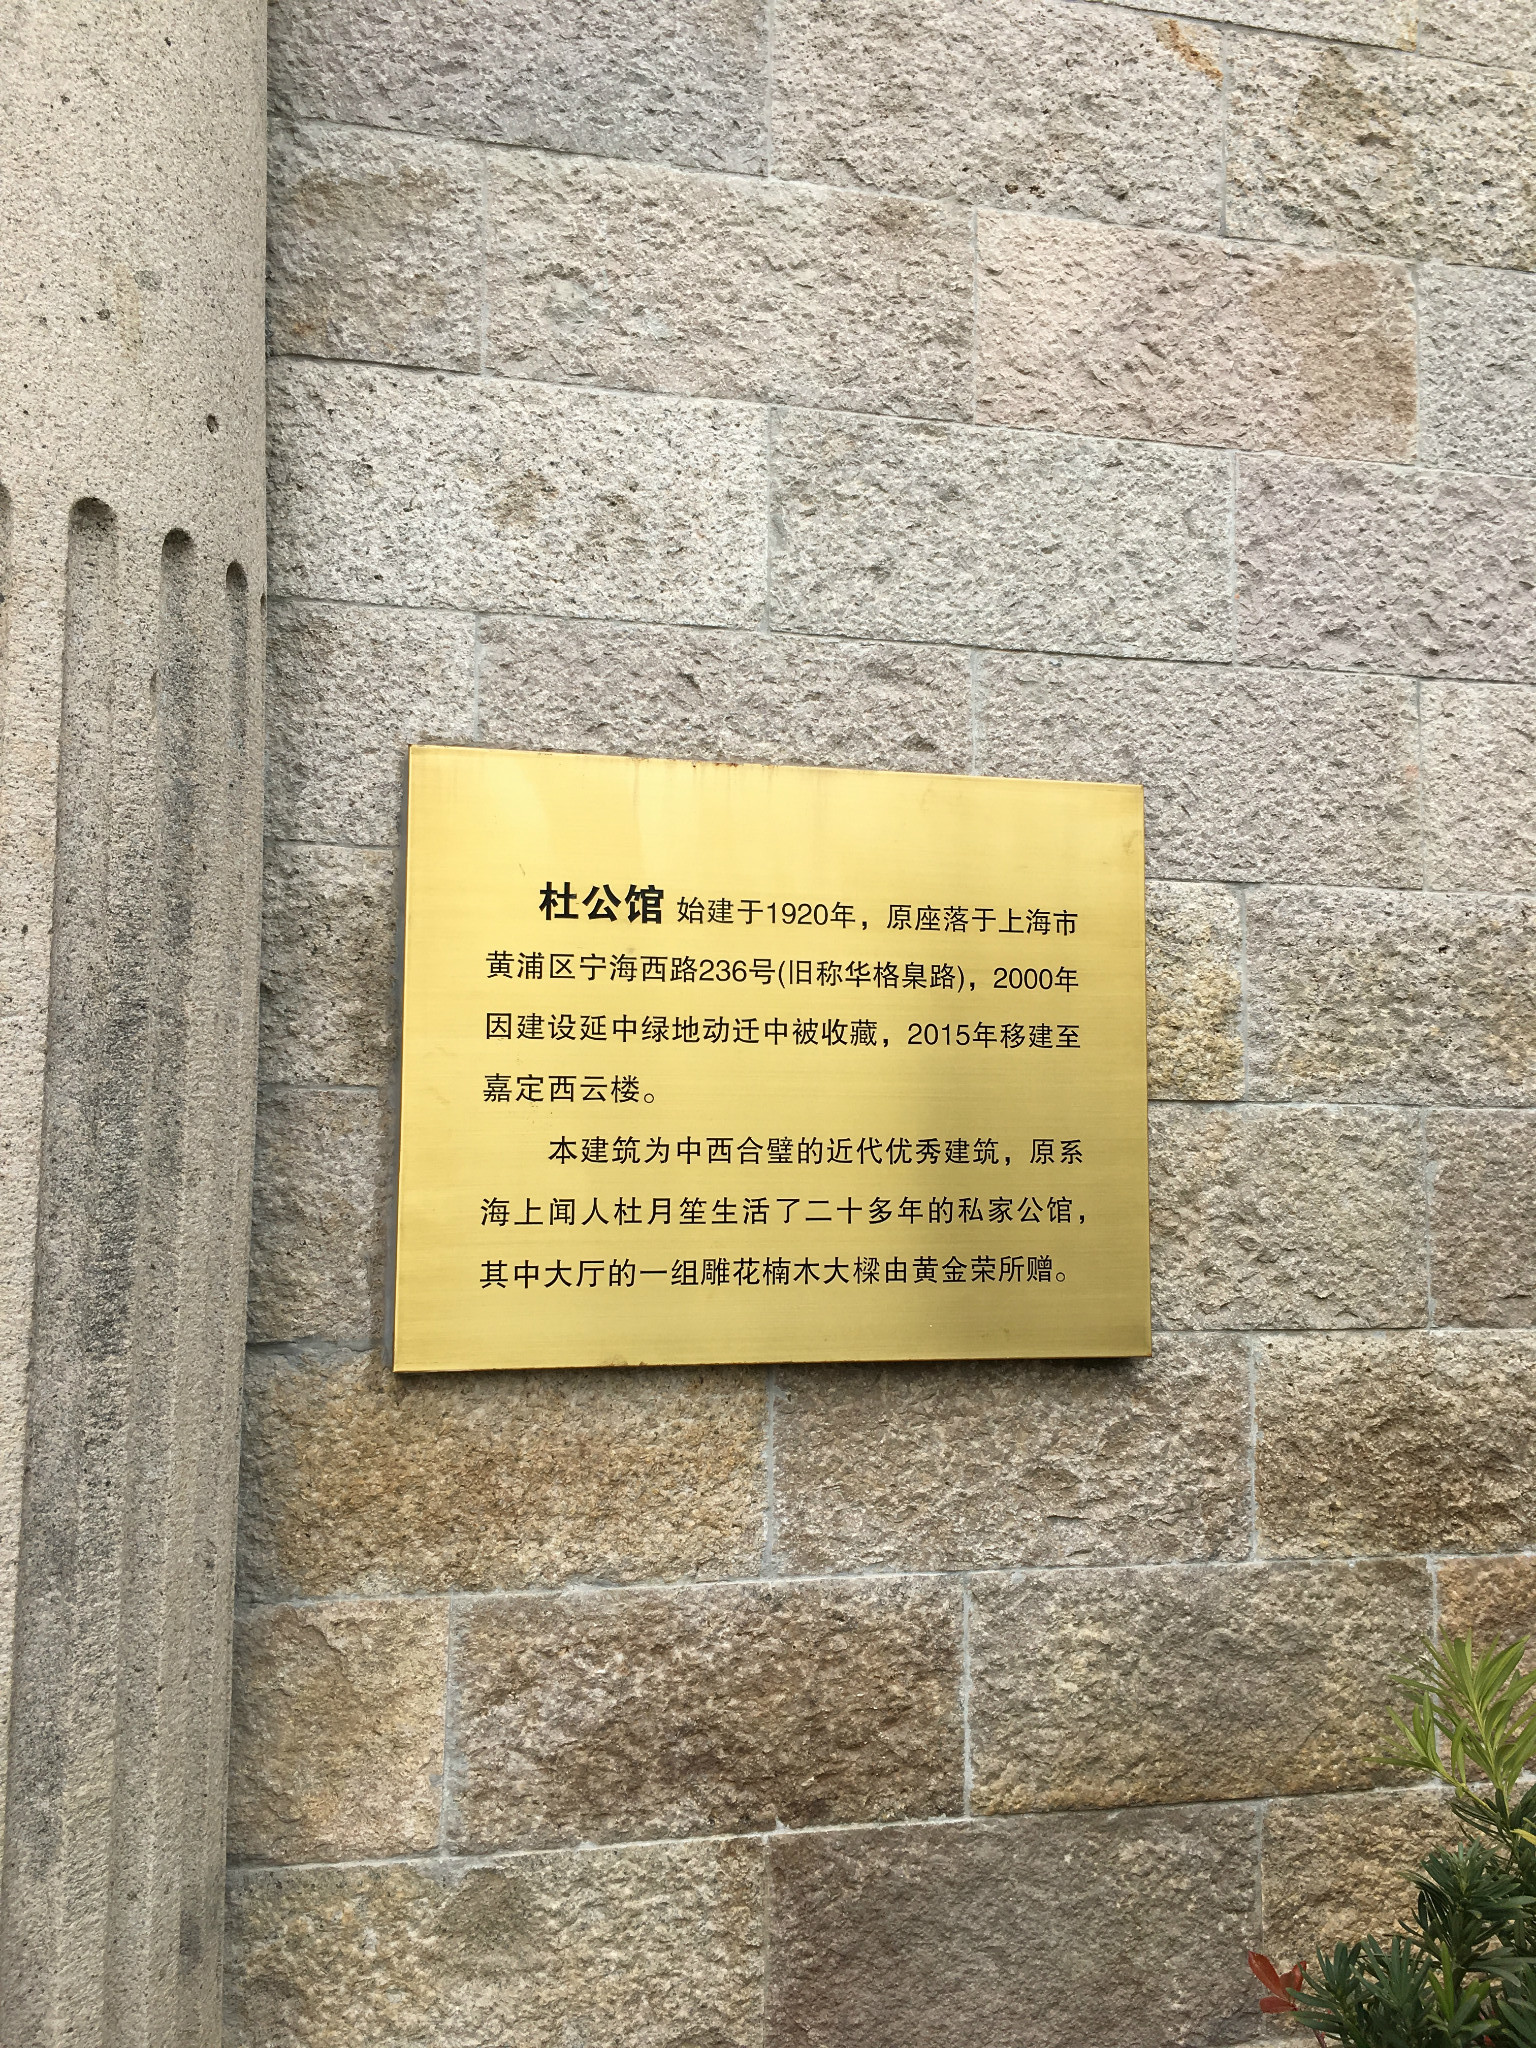 杜公馆 始建于1920年，原座落于上海市
黄浦区宁海西路236号(旧称华格臬路)，2000年
因建设延中绿地动迁中被收藏，2015年移建至
嘉定西云楼。
本建筑为中西合璧的近代优秀建筑，原系
海上闻人杜月笙生活了二十多年的私家公馆，
其中大厅的一组雕花楠木大樑由黄金荣所赠。